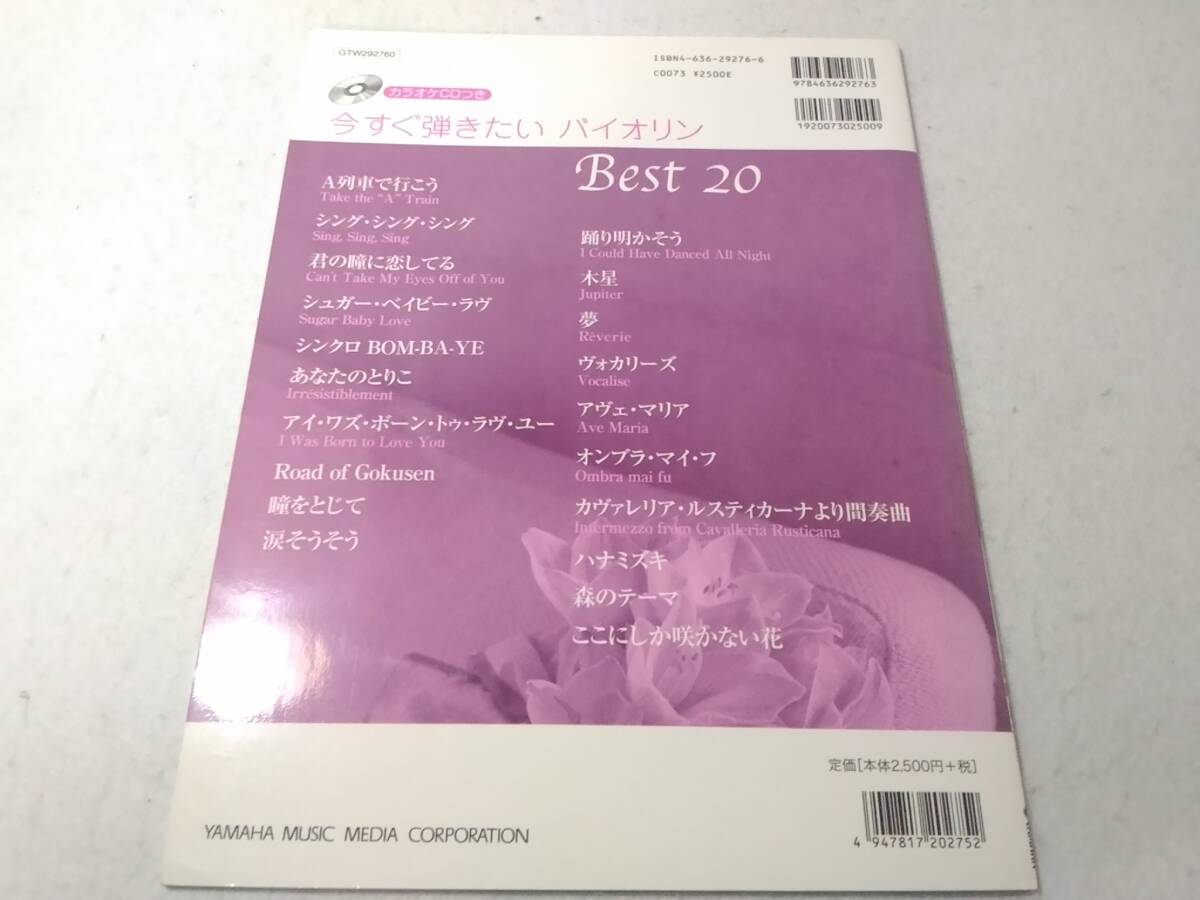 GTW292760
ISBN4-636-29276-6
C0073 ¥2500E
9784636292763
1920073025009
カラオケCDつき
今すぐ弾きたい バイオリン
Best 20
A列車で行こう
Take the "A" Train
シング・シング・シング
Sing, Sing, Sing
君の瞳に恋してる
Can't Take My Eyes Off of You
シュガー・ベイビー・ラヴ
Sugar Baby Love
シンクロ BOM-BA-YE
あなたのとりこ
Irrésistiblement
アイ・ワズ・ボーン・トゥ・ラヴ・ユー
I Was Born to Love You
Road of Gokusen
瞳をとじて
涙そうそう
踊り明かそう
I Could Have Danced All Night
木星
Jupiter
夢
Rêverie
ヴォカリーズ
Vocalise
アヴェ・マリア
Ave Maria
オンブラ・マイ・フ
Ombra mai fu
カヴァレリア・ルスティカーナより間奏曲
Intermezzo from Cavalleria Rusticana
ハナミズキ
森のテーマ
ここにしか咲かない花
定価[本体2,500円+税]
YAMAHA MUSIC MEDIA CORPORATION
4 947817 202752